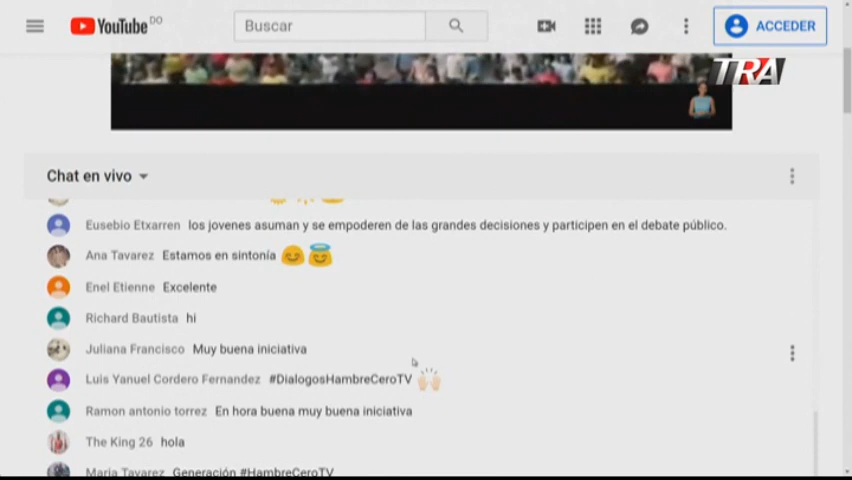 YouTube DO
Buscar
ACCEDER
TRA
Chat en vivo
Eusebio Etxarren los jovenes asuman y se empoderen de las grandes decisiones y participen en el debate público.
Ana Tavarez Estamos en sintonía 😊 😇
Enel Etienne Excelente
Richard Bautista hi
Juliana Francisco Muy buena iniciativa
Luis Yanuel Cordero Fernandez #DialogosHambreCeroTV 🙌🏻
Ramon antonio torrez En hora buena muy buena iniciativa
The King 26 hola
Maria Tavarez Generación #HambreCeroTV